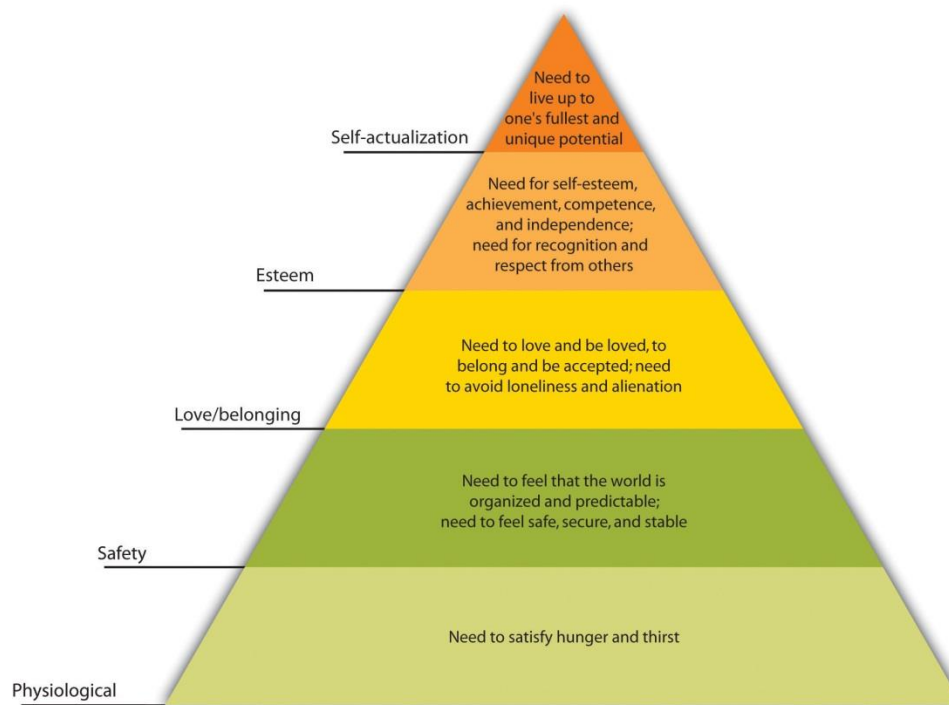 Need to
live up to
one's fullest and
unique potential
Self-actualization
Need for self-esteem,
achievement, competence,
and independence;
need for recognition and
respect from others
Esteem
Need to love and be loved, to
belong and be accepted; need
to avoid loneliness and alienation
Love/belonging
Need to feel that the world is
organized and predictable;
need to feel safe, secure, and stable
Safety
Need to satisfy hunger and thirst
Physiological